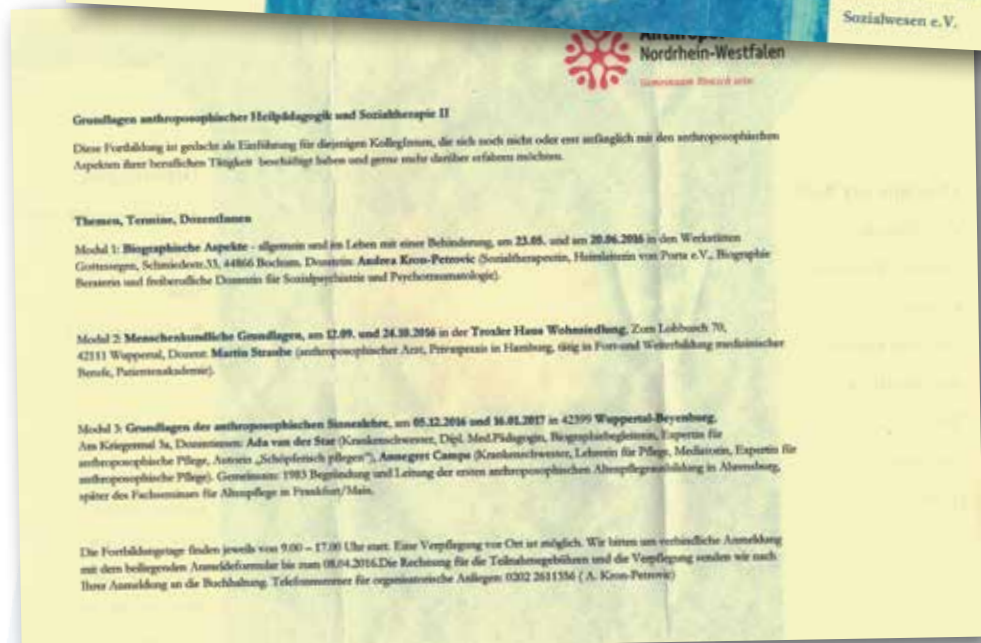 Sozialwesen e.V.
Nordrhein-Westfalen
Gemeinsam Mensch sein
Grundlagen anthroposophischer Heilpädagogik und Sozialtherapie II
Diese Fortbildung ist gedacht als Einführung für diejenigen KollegInnen, die sich noch nicht oder erst anfänglich mit den anthroposophischen
Aspekten ihrer beruflichen Tätigkeit beschäftigt haben und gerne mehr darüber erfahren möchten.
Themen, Termine, DozentInnen
Modul 1: Biographische Aspekte - allgemein und im Leben mit einer Behinderung, am 23.05. und am 20.06.2016 in den Werkstätten
Gottessegen, Schmiedestr.33, 44866 Bochum, Dozentin: Andrea Kron-Petrovic (Sozialtherapeutin, Heimleiterin von Porta e.V., Biographie
Beraterin und freiberufliche Dozentin für Sozialpsychiatrie und Psychotraumatologie).
Modul 2: Menschenkundliche Grundlagen, am 12.09. und 24.10.2016 in der Troxler Haus Wohnsiedlung, Zum Lohbusch 70,
42111 Wuppertal, Dozent: Martin Straube (anthroposophischer Arzt, Privatpraxis in Hamburg, tätig in Fort-und Weiterbildung medizinischer
Berufe, Patientenakademie).
Modul 3: Grundlagen der anthroposophischen Sinneslehre, am 05.12.2016 und 16.01.2017 in 42399 Wuppertal-Beyenburg,
Am Kriegermal 3a, Dozentinnen: Ada van der Star (Krankenschwester, Dipl. Med.Pädagogin, Biographiebegleiterin, Expertin für
anthroposophische Pflege, Autorin „Schöpferisch pflegen"), Annegret Camps (Krankenschwester, Lehrerin für Pflege, Mediatorin, Expertin für
anthroposophische Pflege). Gemeinsam: 1983 Begründung und Leitung der ersten anthroposophischen Altenpflegeausbildung in Ahrensburg,
später des Fachseminars für Altenpflege in Frankfurt/Main.
Die Fortbildungstage finden jeweils von 9.00 – 17.00 Uhr statt. Eine Verpflegung vor Ort ist möglich. Wir bitten um verbindliche Anmeldung
mit dem beiliegenden Anmeldeformular bis zum 08.04.2016.Die Rechnung für die Teilnahmegebühren und die Verpflegung senden wir nach
Ihrer Anmeldung an die Buchhaltung. Telefonnummer für organisatorische Anliegen: 0202 2611356 ( A. Kron-Petrovic)